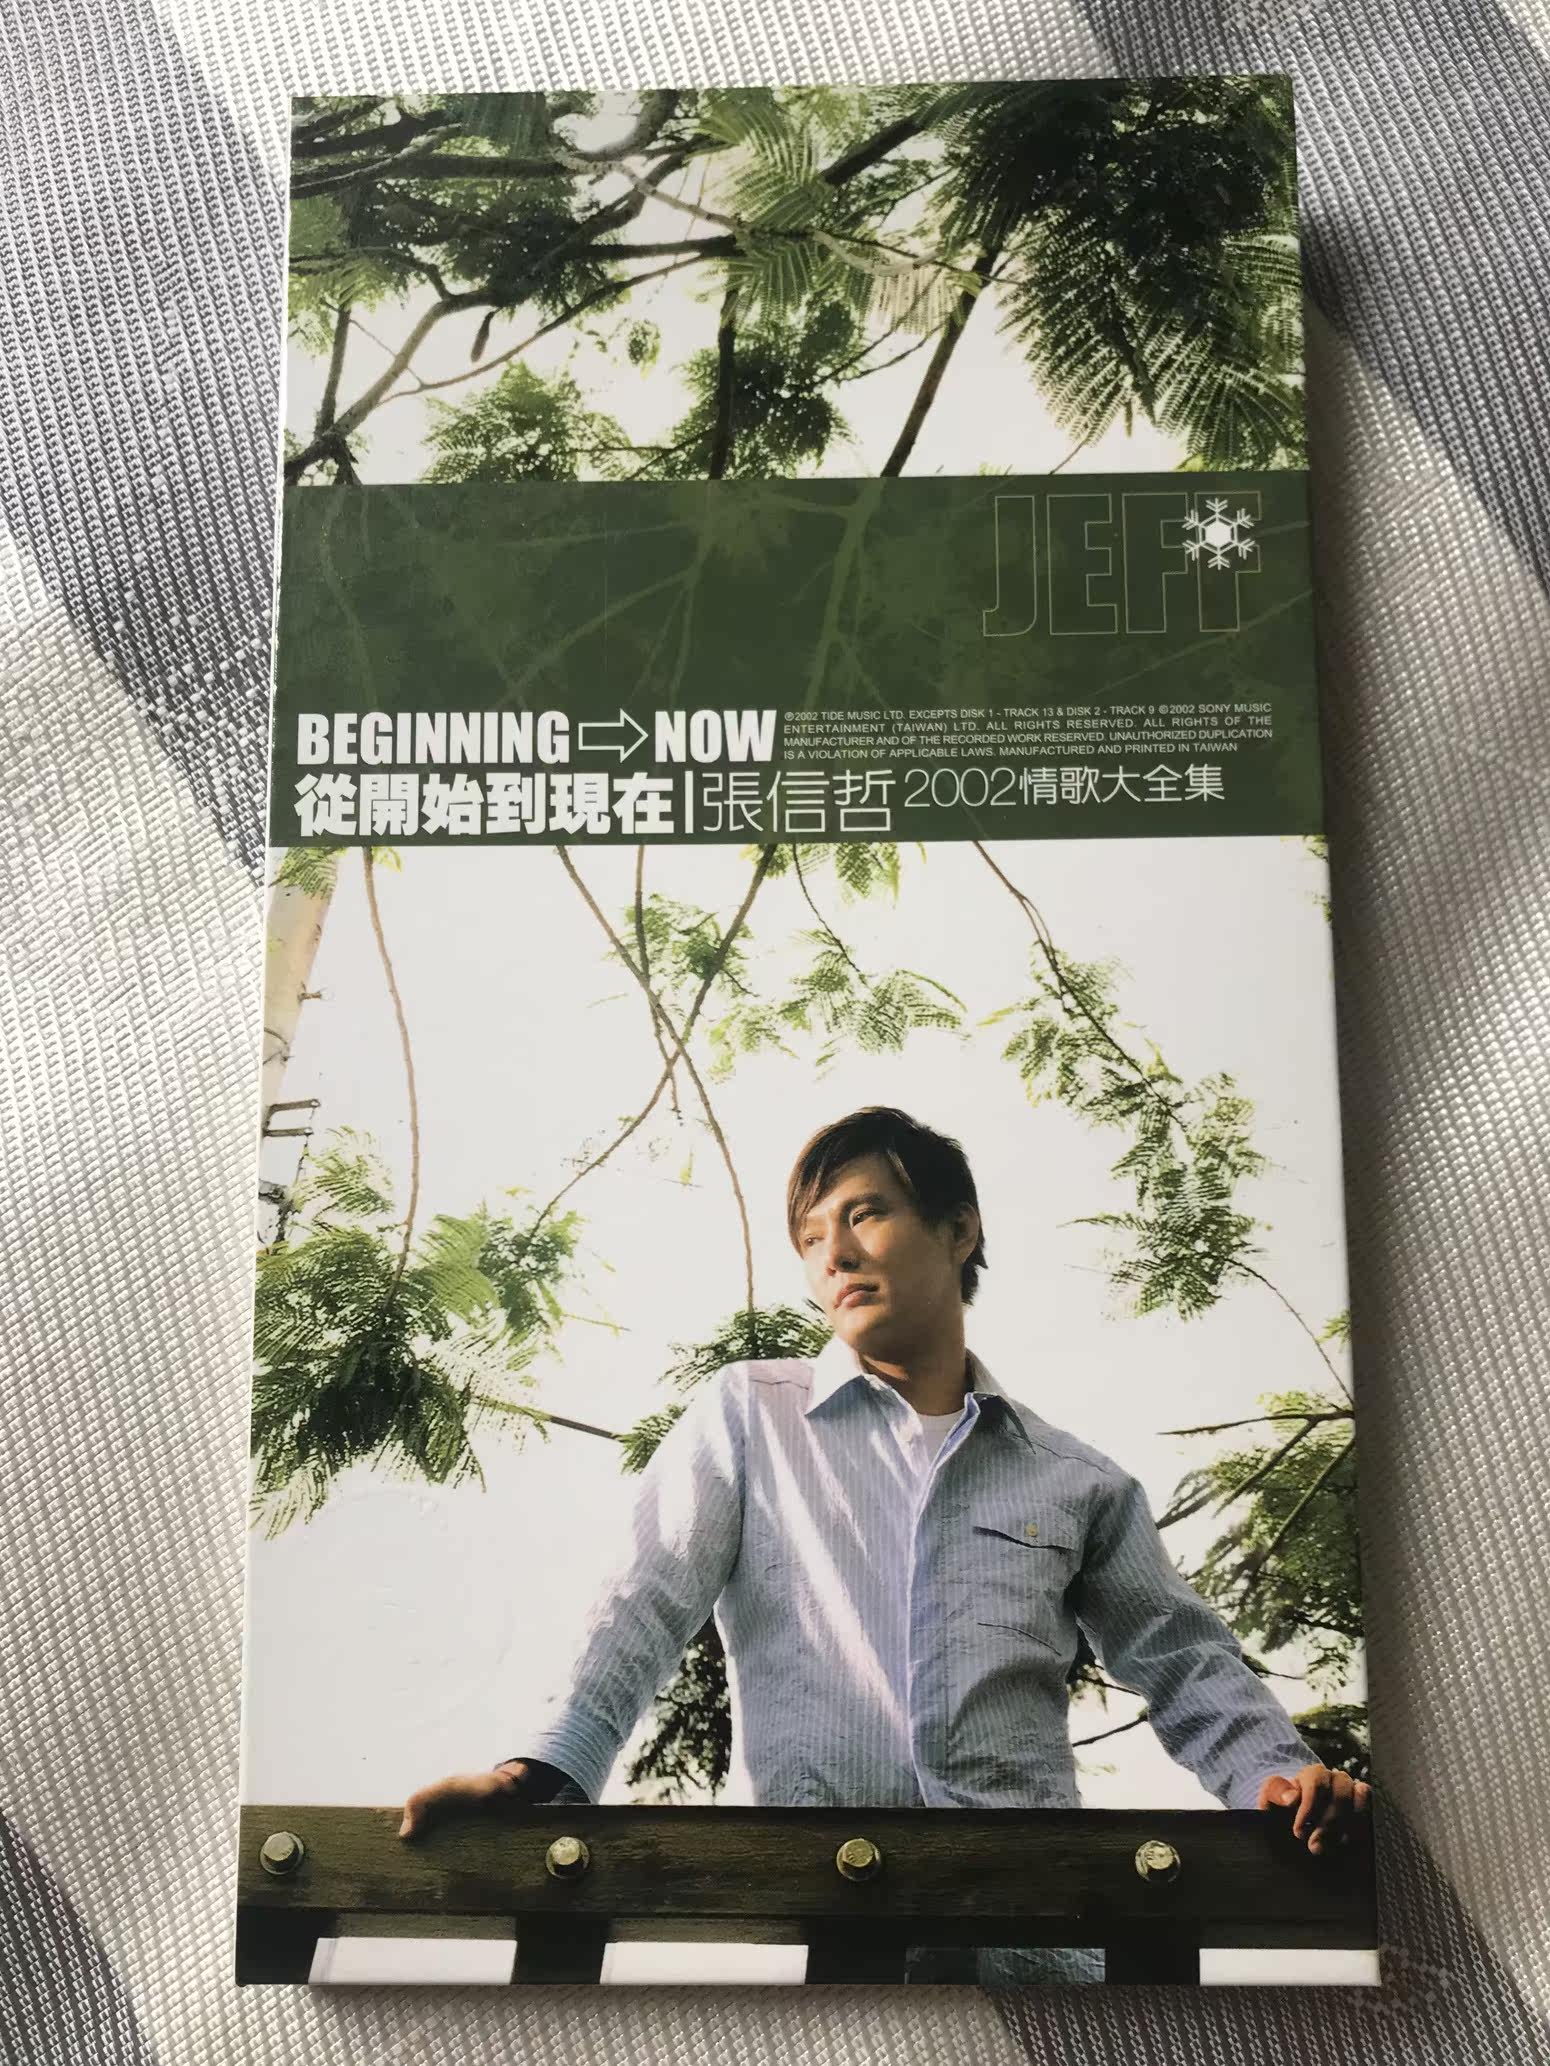 JEFF
BEGINNING⇨NOW
℗2002 TIDE MUSIC LTD. EXCEPTS DISK 1 - TRACK 13 & DISK 2 - TRACK 9 ©2002 SONY MUSIC
ENTERTAINMENT (TAIWAN) LTD. ALL RIGHTS RESERVED. ALL RIGHTS OF THE
MANUFACTURER AND OF THE RECORDED WORK RESERVED. UNAUTHORIZED DUPLICATION
IS A VIOLATION OF APPLICABLE LAWS. MANUFACTURED AND PRINTED IN TAIWAN
從開始到現在|張信哲2002情歌大全集